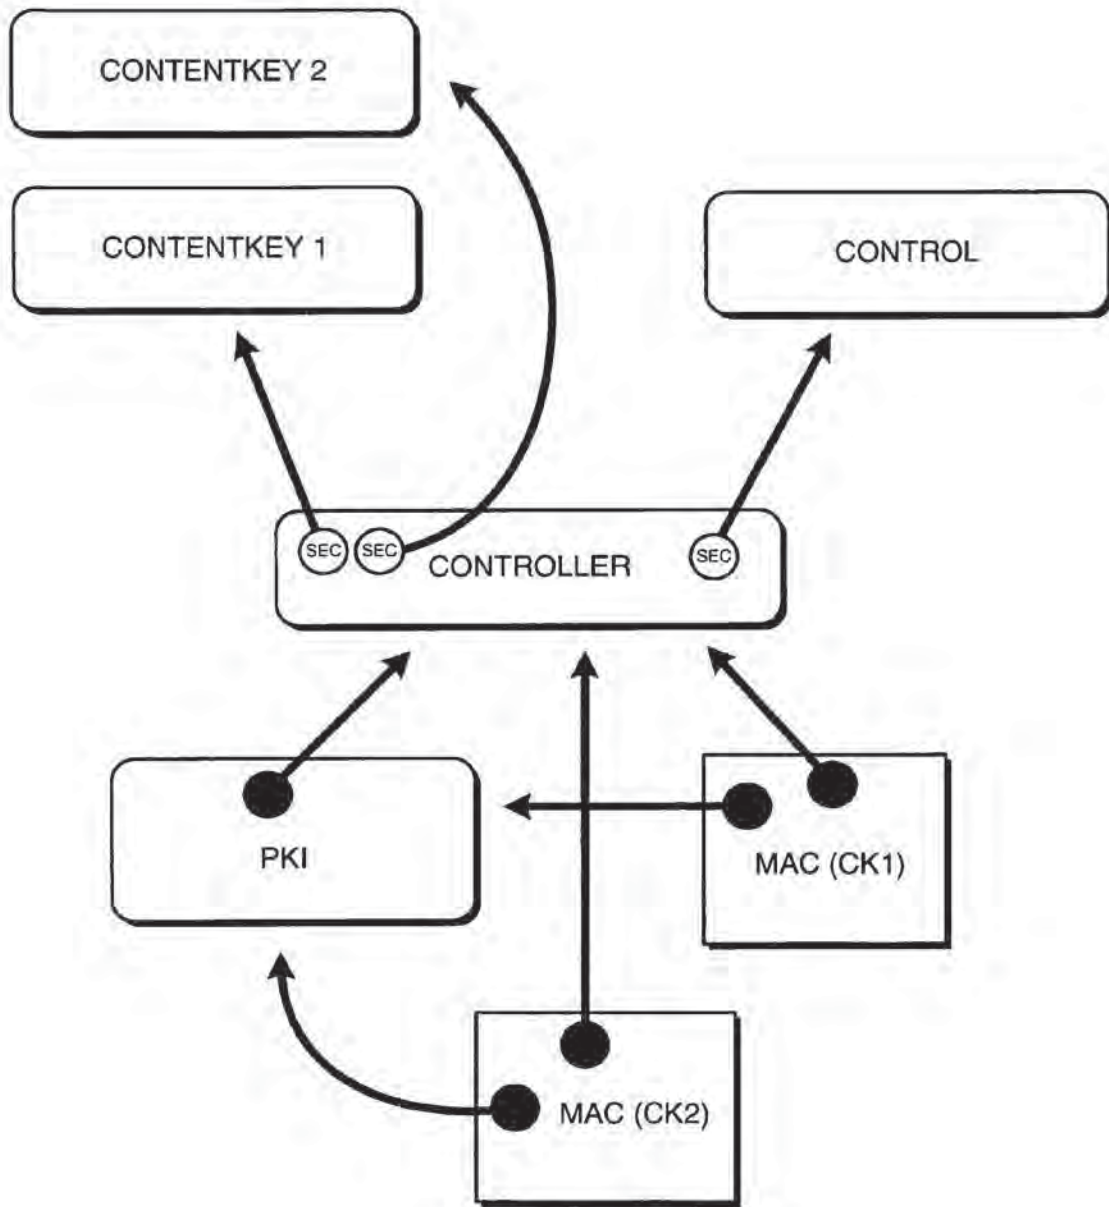 CONTENTKEY 2
CONTENTKEY 1
CONTROL
SEC
SEC
CONTROLLER
SEC
PKI
MAC (CK1)
MAC (CK2)